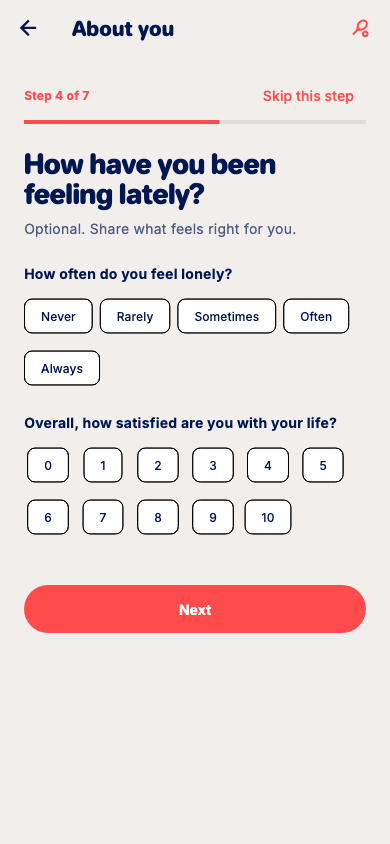 About you
Step 4 of 7
Skip this step
How have you been
feeling lately?
Optional. Share what feels right for you.
How often do you feel lonely?
Never Rarely Sometimes Often
Always
Overall, how satisfied are you with your life?
0 1 2 3 4 5
6 7 8 9 10
Next